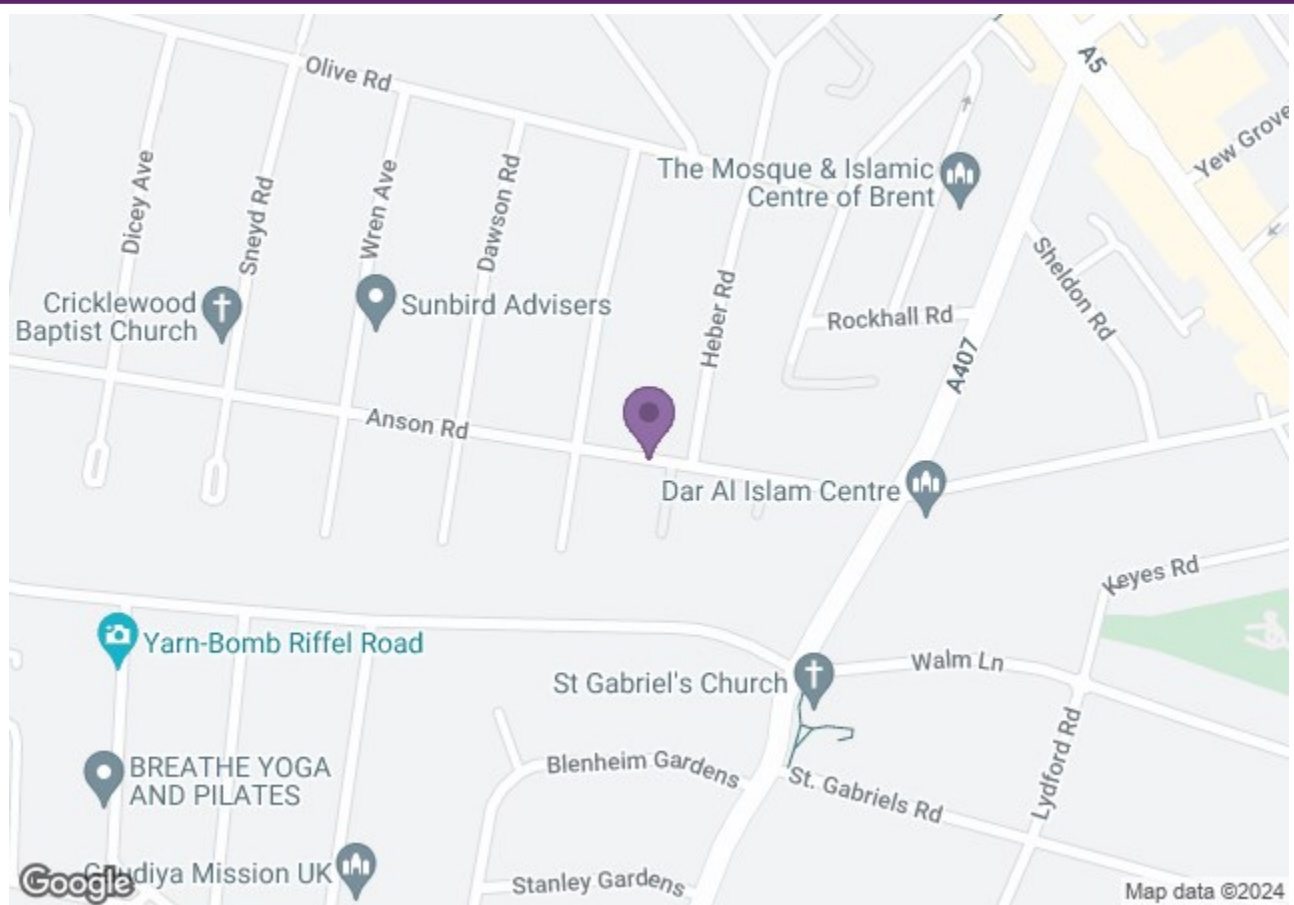 A5
Olive Rd
Yew Grove
The Mosque & Islamic
Centre of Brent
Dicey Ave
Sneyd Rd
Wren Ave
Dawson Rd
Heber Rd
Sheldon Rd
Cricklewood
Baptist Church
Sunbird Advisers
Rockhall Rd
A407
Anson Rd
Dar Al Islam Centre
Keyes Rd
Yarn-Bomb Riffel Road
St Gabriel's Church
Walm Ln
Lydford Rd
BREATHE YOGA
AND PILATES
Blenheim Gardens
St. Gabriels Rd
Gaudiya Mission UK
Stanley Gardens
Google
Map data ©2024